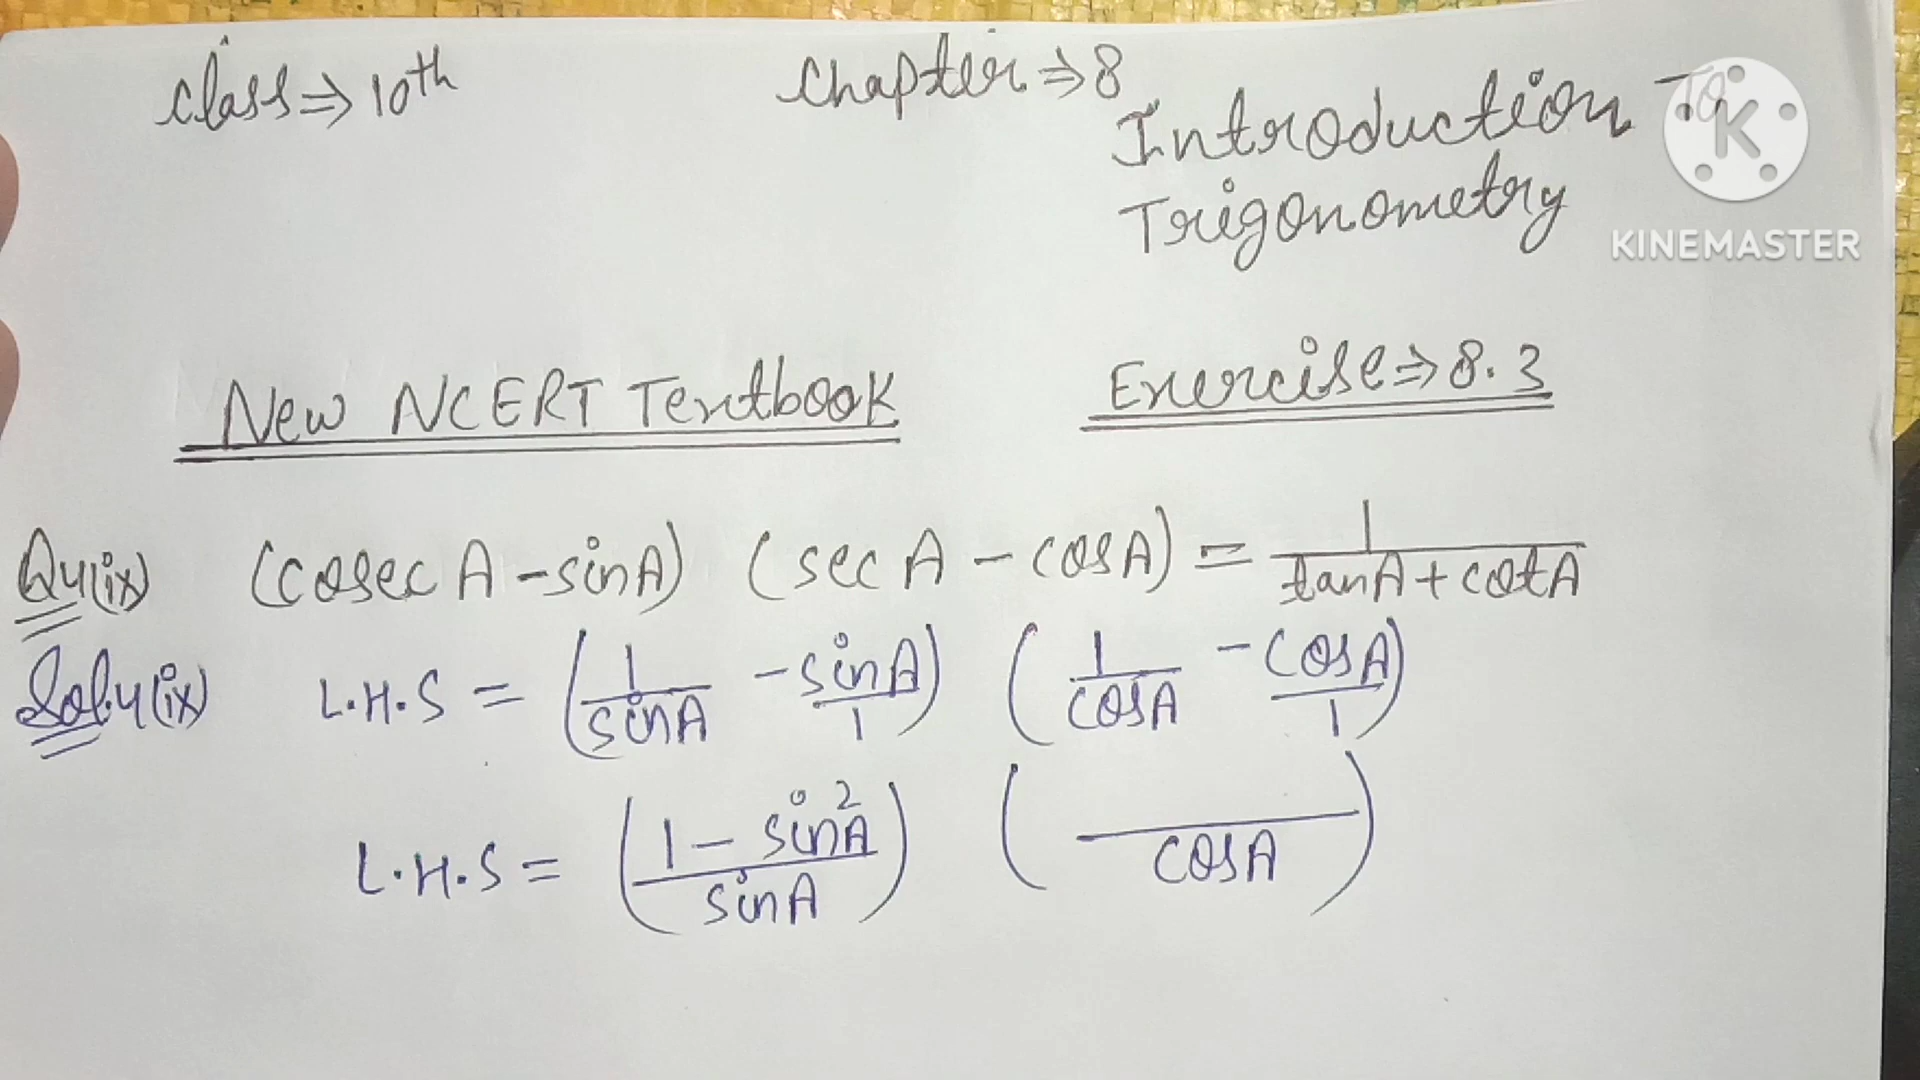 Class ⇒ 10th Chapter ⇒ 8
Introduction To
Trigonometry
KINEMASTER
New NCERT Textbook Exercise ⇒ 8.3
Q4(ix) (cosec A - sin A) (sec A - cos A) = 1/(tan A + cot A)
Sol.4(ix) L.H.S = (1/sin A - sin A/1) (1/cos A - cos A/1)
L.H.S = ((1 - sin²A)/sin A) ( /cos A)